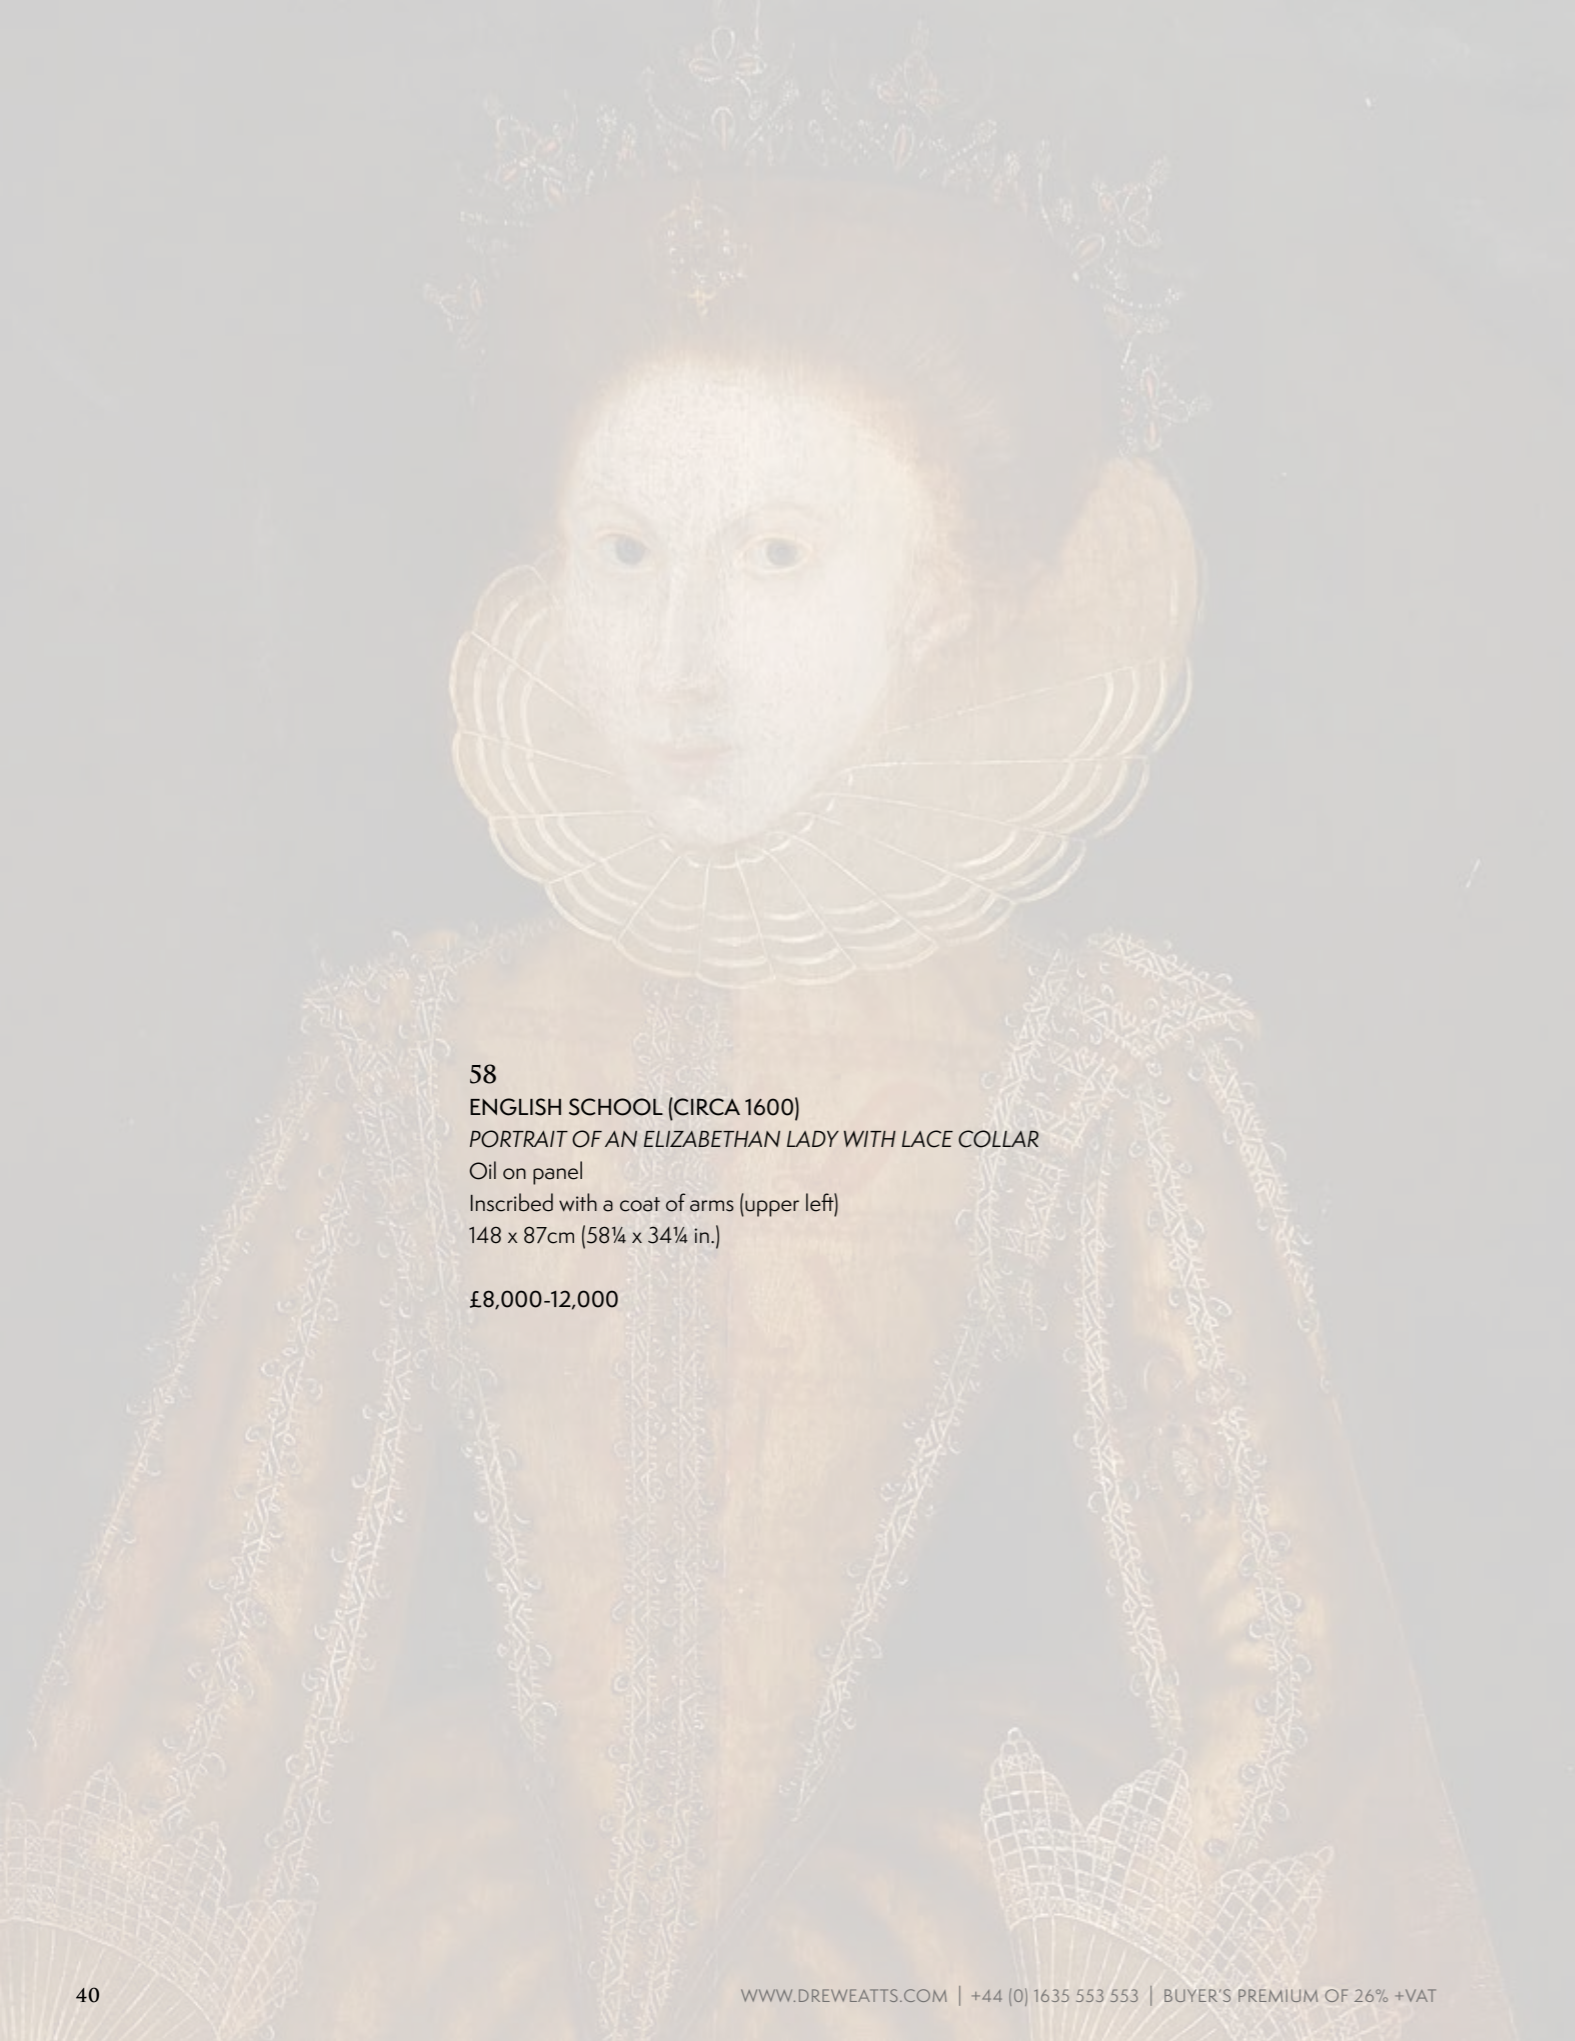 58
ENGLISH SCHOOL (CIRCA 1600)
PORTRAIT OF AN ELIZABETHAN LADY WITH LACE COLLAR
Oil on panel
Inscribed with a coat of arms (upper left)
148 x 87cm (58¼ x 34¼ in.)
£8,000-12,000
40
WWW.DREWEATTS.COM | +44 (0) 1635 553 553 | BUYER'S PREMIUM OF 26% +VAT